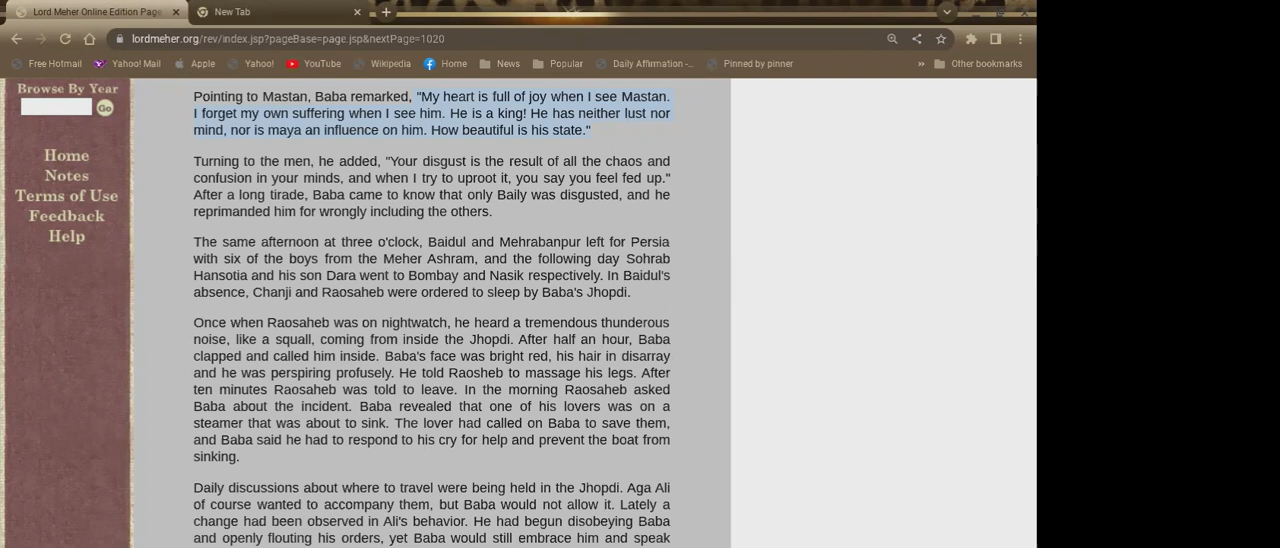 Lord Meher Online Edition Page
New Tab
lordmeher.org/rev/index.jsp?pageBase=page.jsp&nextPage=1020
Free Hotmail
Yahoo! Mail
Apple
Yahoo!
YouTube
Wikipedia
Home
News
Popular
Daily Affirmation -...
Pinned by pinner
»
Other bookmarks
Browse By Year
Go
Home
Notes
Terms of Use
Feedback
Help
Pointing to Mastan, Baba remarked, "My heart is full of joy when I see Mastan.
I forget my own suffering when I see him. He is a king! He has neither lust nor
mind, nor is maya an influence on him. How beautiful is his state."
Turning to the men, he added, "Your disgust is the result of all the chaos and
confusion in your minds, and when I try to uproot it, you say you feel fed up."
After a long tirade, Baba came to know that only Baily was disgusted, and he
reprimanded him for wrongly including the others.
The same afternoon at three o'clock, Baidul and Mehrabanpur left for Persia
with six of the boys from the Meher Ashram, and the following day Sohrab
Hansotia and his son Dara went to Bombay and Nasik respectively. In Baidul's
absence, Chanji and Raosaheb were ordered to sleep by Baba's Jhopdi.
Once when Raosaheb was on nightwatch, he heard a tremendous thunderous
noise, like a squall, coming from inside the Jhopdi. After half an hour, Baba
clapped and called him inside. Baba's face was bright red, his hair in disarray
and he was perspiring profusely. He told Raosheb to massage his legs. After
ten minutes Raosaheb was told to leave. In the morning Raosaheb asked
Baba about the incident. Baba revealed that one of his lovers was on a
steamer that was about to sink. The lover had called on Baba to save them,
and Baba said he had to respond to his cry for help and prevent the boat from
sinking.
Daily discussions about where to travel were being held in the Jhopdi. Aga Ali
of course wanted to accompany them, but Baba would not allow it. Lately a
change had been observed in Ali's behavior. He had begun disobeying Baba
and openly flouting his orders, yet Baba would still embrace him and speak